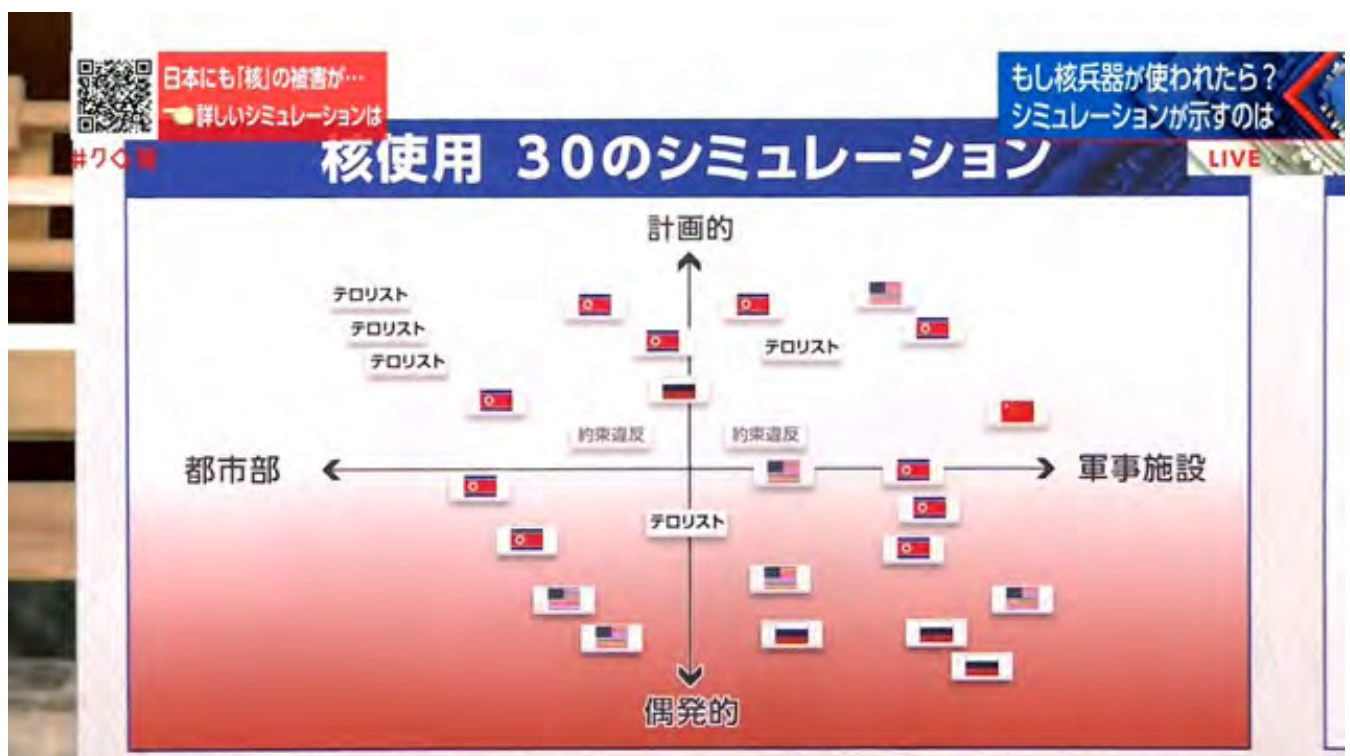 日本にも「核」の被害が…
詳しいシミュレーションは
もし核兵器が使われたら？
シミュレーションが示すのは
LIVE
核使用 30のシミュレーション
計画的
テロリスト
テロリスト
テロリスト
テロリスト
約束違反
約束違反
都市部
軍事施設
テロリスト
偶発的